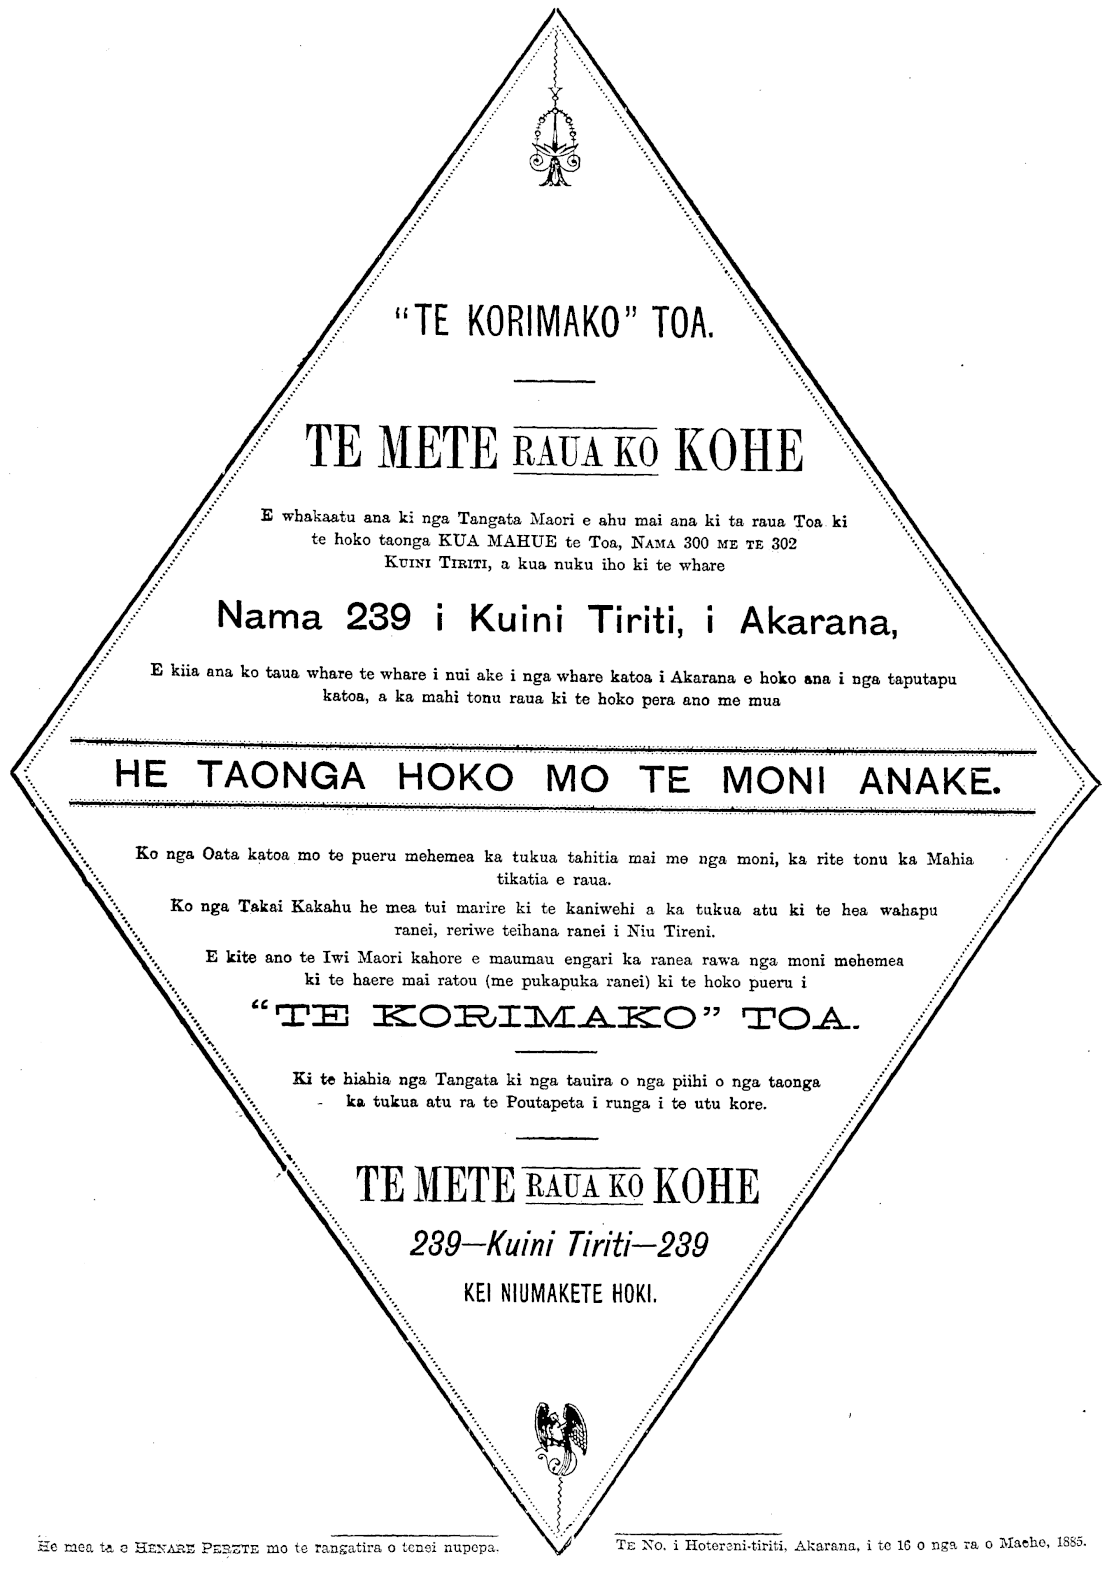 “TE KORIMAKO” TOA.
TE METE RAUA KO KOHE
E whakaatu ana ki nga Tangata Maori e ahu mai ana ki ta raua Toa ki
te hoko taonga KUA MAHUE te Toa, NAMA 300 ME TE 302
KUINI TIRITI, a kua nuku iho ki te whare
Nama 239 i Kuini Tiriti, i Akarana,
E kiia ana ko taua whare te whare i nui ake i nga whare katoa i Akarana e hoko ana i nga taputapu
katoa, a ka mahi tonu raua ki te hoko pera ano me mua
HE TAONGA HOKO MO TE MONI ANAKE.
Ko nga Oata katoa mo te pueru mehemea ka tukua tahitia mai me nga moni, ka rite tonu ka Mahia
tikatia e raua.
Ko nga Takai Kakahu he mea tui marire ki te kaniwehi a ka tukua atu ki te hea wahapu
ranei, reriwe teihana ranei i Niu Tireni.
E kite ano te Iwi Maori kahore e maumau engari ka ranea rawa nga moni mehemea
ki te haere mai ratou (me pukapuka ranei) ki te hoko pueru i
“TE KORIMAKO” TOA.
Ki te hiahia nga Tangata ki nga tauira o nga piihi o nga taonga
ka tukua atu ra te Poutapeta i runga i te utu kore.
TE METE RAUA KO KOHE
239—Kuini Tiriti—239
KEI NIUMAKETE HOKI.
He mea ta e HENARE PERETE mo te rangatira o tenei nupepa.
TE NO. i Hotereni-tiriti, Akarana, i te 16 o nga ra o Maehe, 1885.